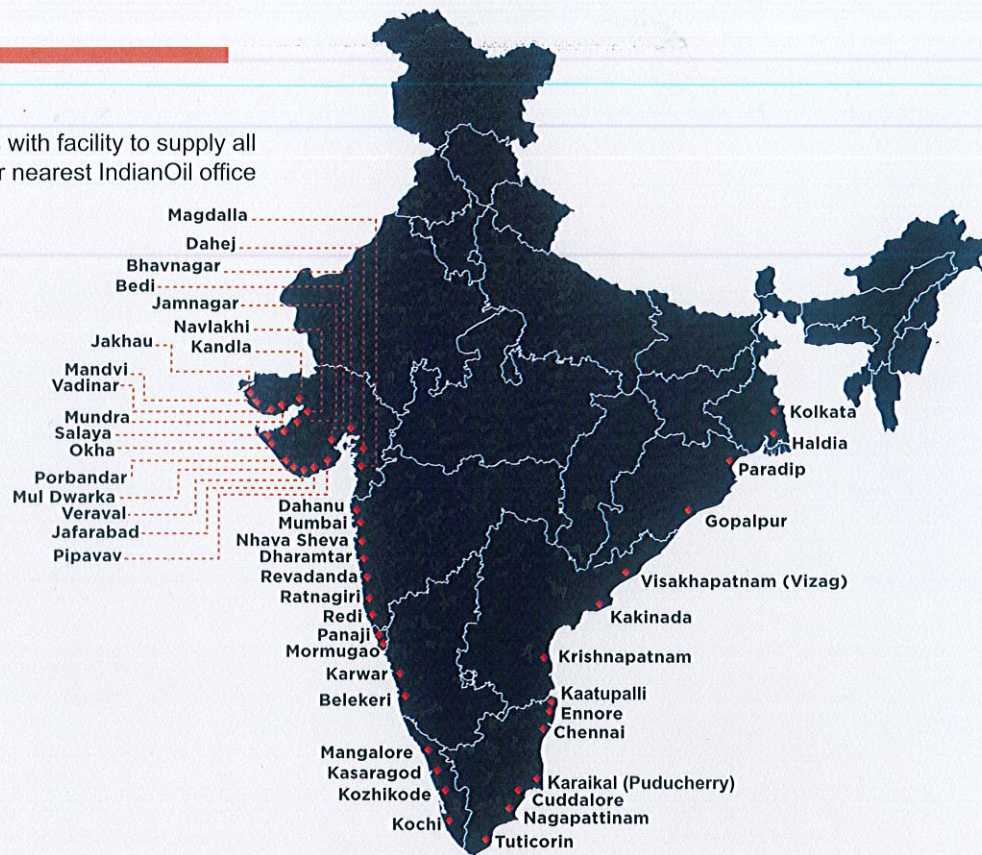 s with facility to supply all
r nearest IndianOil office
Magdalla
Dahej
Bhavnagar
Bedi
Jamnagar
Navlakhi
Jakhau
Kandla
Mandvi
Vadinar
Mundra
Salaya
Okha
Porbandar
Mul Dwarka
Veraval
Jafarabad
Pipavav
Dahanu
Mumbai
Nhava Sheva
Dharamtar
Revadanda
Ratnagiri
Redi
Panaji
Mormugao
Karwar
Belekeri
Mangalore
Kasaragod
Kozhikode
Kochi
Kolkata
Haldia
Paradip
Gopalpur
Visakhapatnam (Vizag)
Kakinada
Krishnapatnam
Kaatupalli
Ennore
Chennai
Karaikal (Puducherry)
Cuddalore
Nagapattinam
Tuticorin